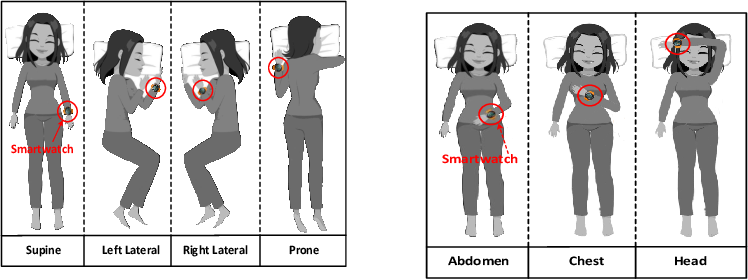 Smartwatch
Supine
Left Lateral
Right Lateral
Prone
Smartwatch
Abdomen
Chest
Head